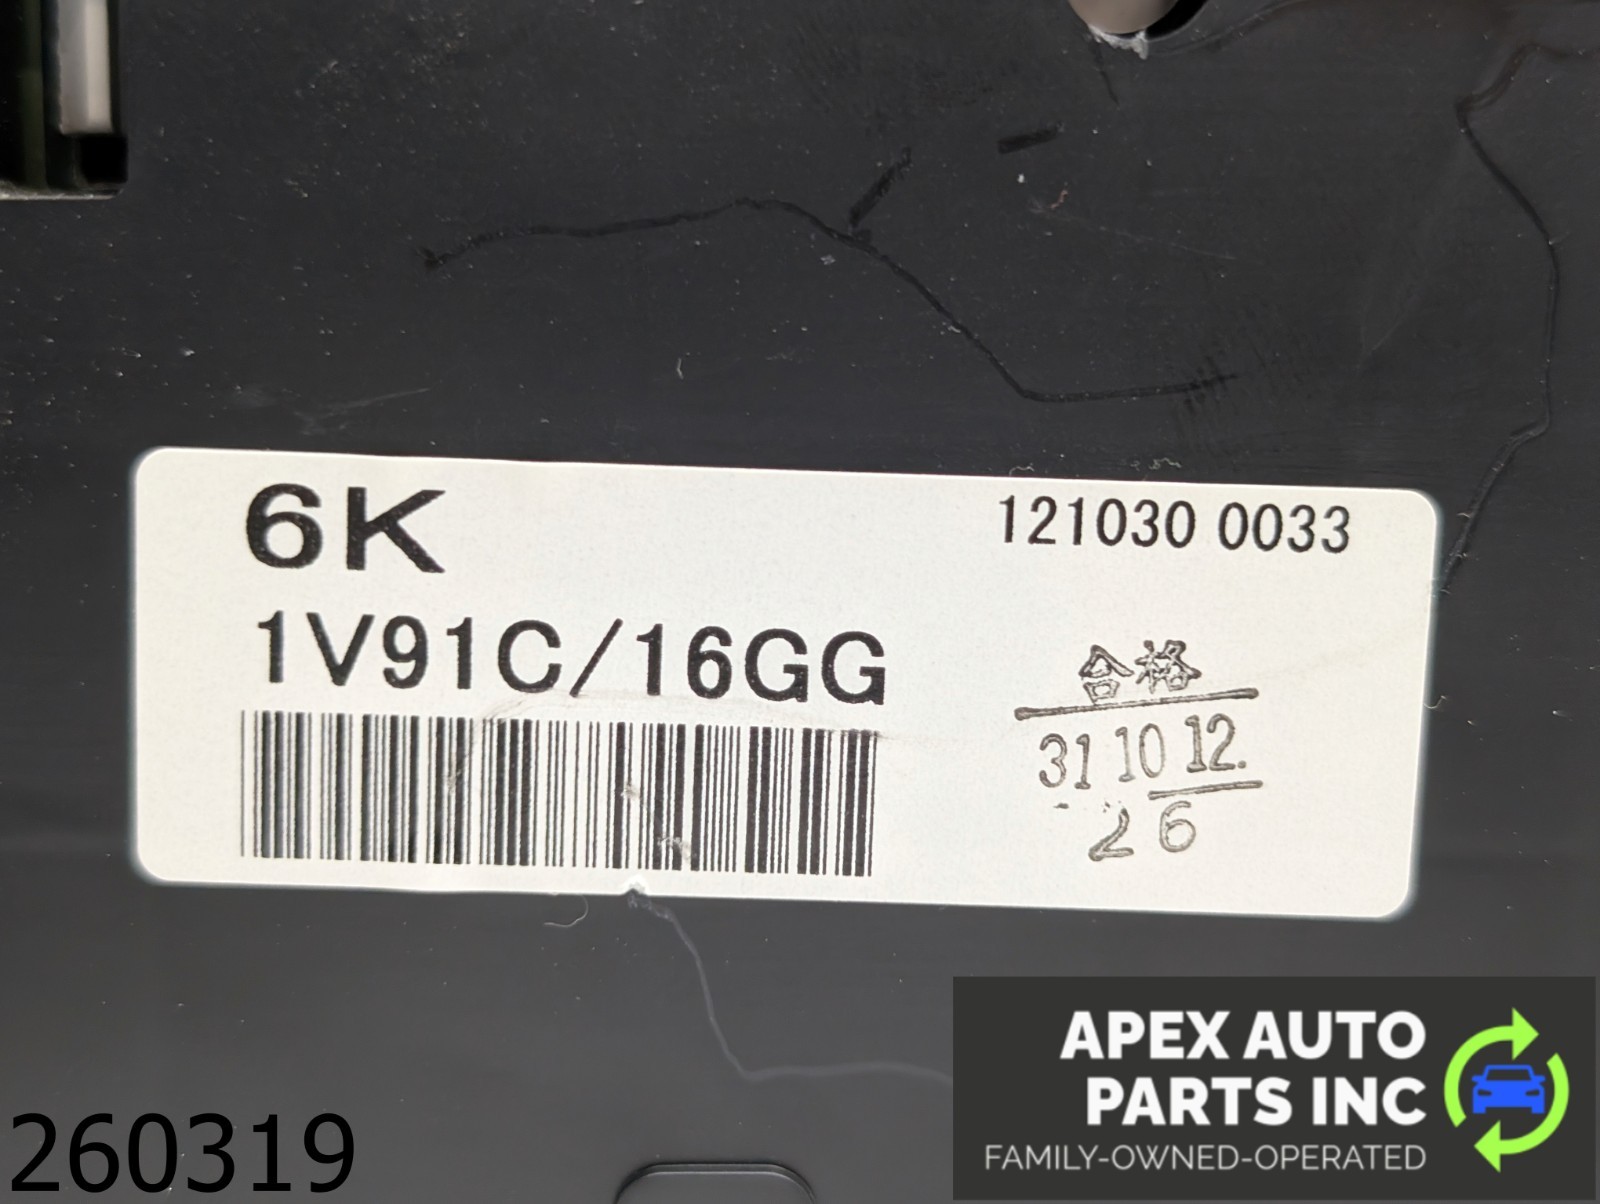 6K
121030 0033
1V91C/16GG
合格
31 10 12.
26
APEX AUTO
PARTS INC
FAMILY-OWNED-OPERATED
260319